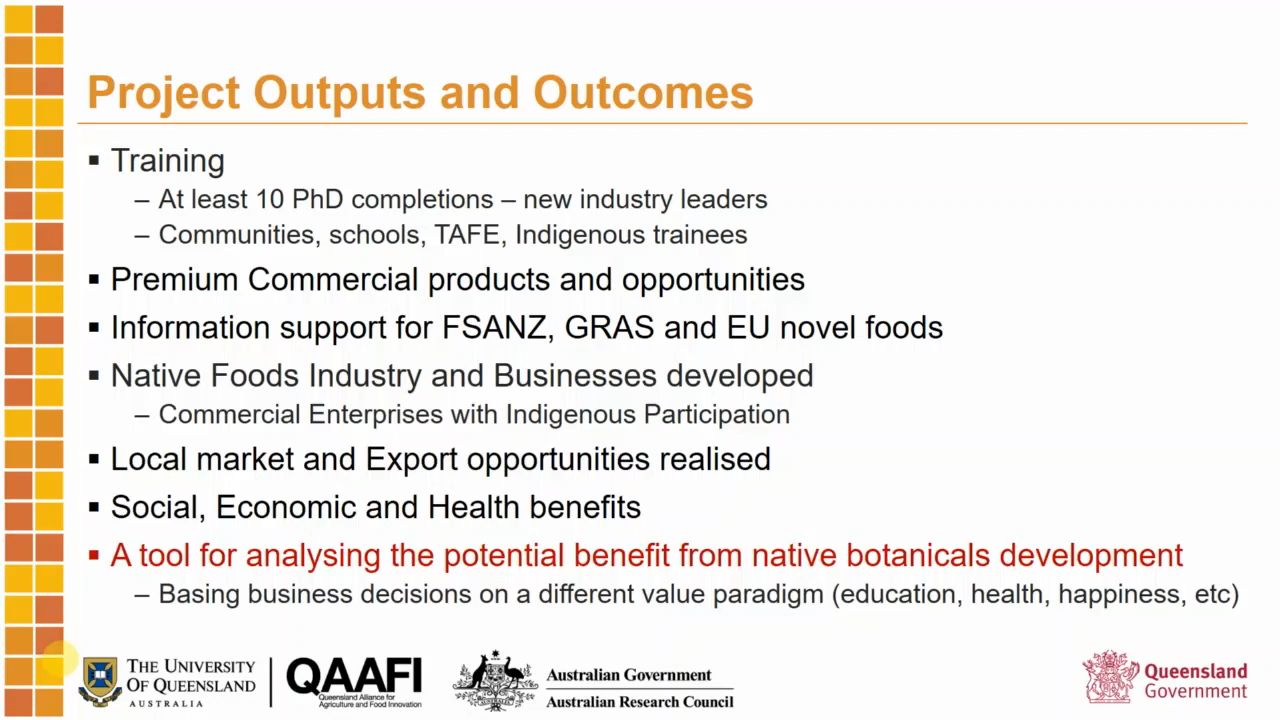 Project Outputs and Outcomes
▪ Training
– At least 10 PhD completions – new industry leaders
– Communities, schools, TAFE, Indigenous trainees
▪ Premium Commercial products and opportunities
▪ Information support for FSANZ, GRAS and EU novel foods
▪ Native Foods Industry and Businesses developed
– Commercial Enterprises with Indigenous Participation
▪ Local market and Export opportunities realised
▪ Social, Economic and Health benefits
▪ A tool for analysing the potential benefit from native botanicals development
– Basing business decisions on a different value paradigm (education, health, happiness, etc)
THE UNIVERSITY
OF QUEENSLAND
AUSTRALIA
QAAFI
Queensland Alliance for
Agriculture and Food Innovation
Australian Government
Australian Research Council
Queensland
Government